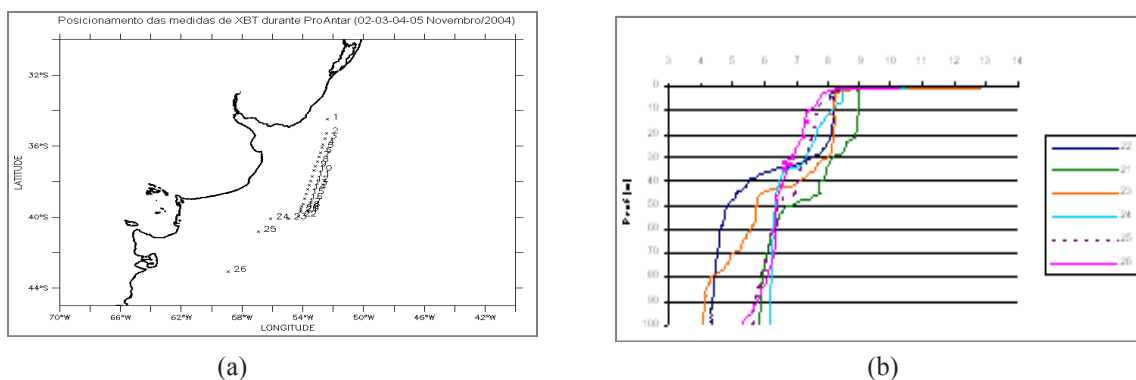 Posicionamento das medidas de XBT durante ProAntar (02-03-04-05 Novembro/2004)
32°S
36°S
40°S
44°S
LATITUDE
1
24 23
25
26
70°W 66°W 62°W 58°W 54°W 50°W 46°W 42°W
LONGITUDE
(a)
3 4 5 6 7 8 9 10 11 12 13 14
0
10
20
30
40
50
60
70
80
90
100
Prof [m]
22
21
23
24
25
26
(b)